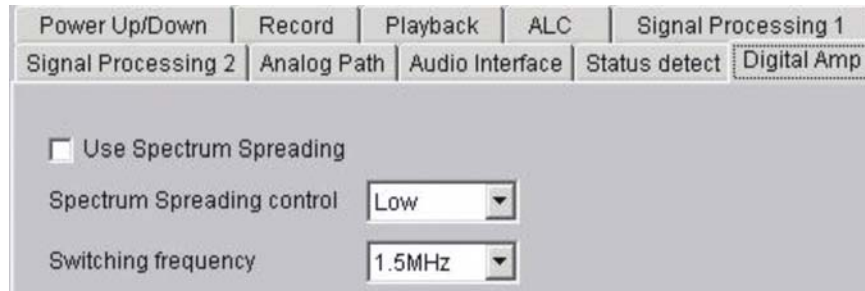 Power Up/Down Record Playback ALC Signal Processing 1
Signal Processing 2 Analog Path Audio Interface Status detect Digital Amp
Use Spectrum Spreading
Spectrum Spreading control Low
Switching frequency 1.5MHz